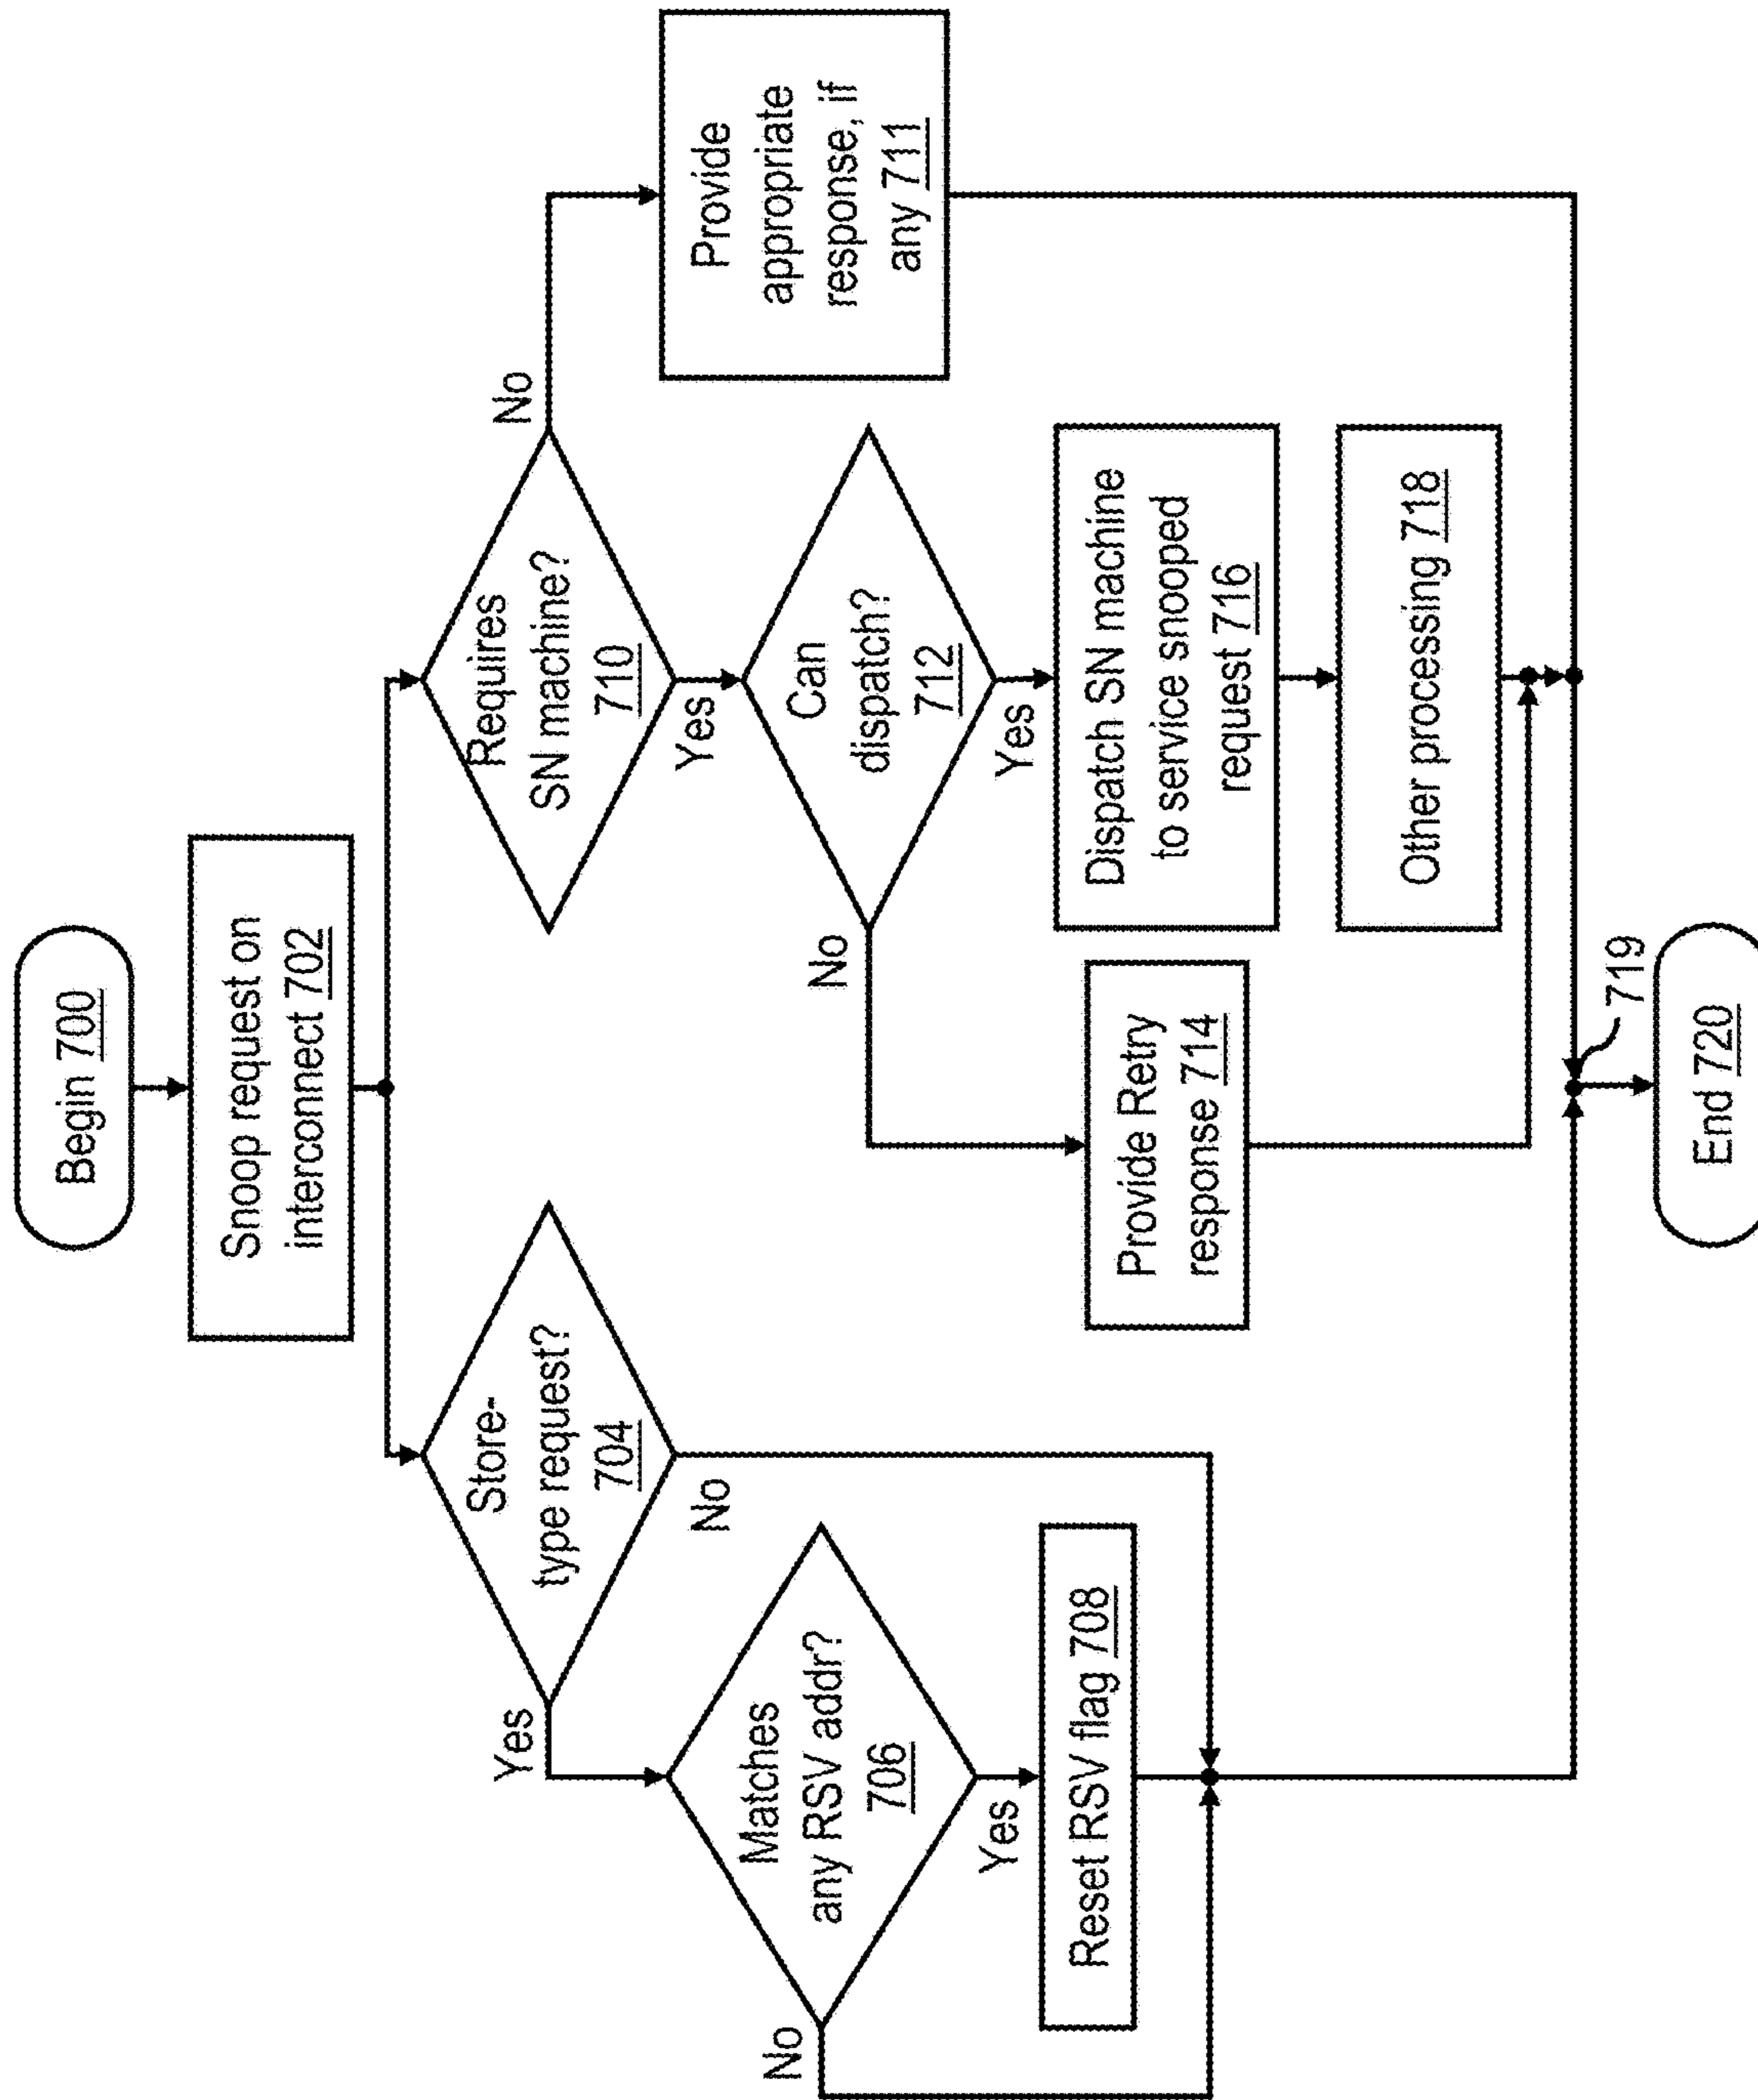 Begin 700
Snoop request on
interconnect 702
Store-
type request?
704
Yes
No
Matches
any RSV addr?
706
No
Yes
Reset RSV flag 708
Requires
SN machine?
710
No
Yes
Provide
appropriate
response, if
any 711
Can
dispatch?
712
No
Yes
Provide Retry
response 714
Dispatch SN machine
to service snooped
request 716
Other processing 718
719
End 720